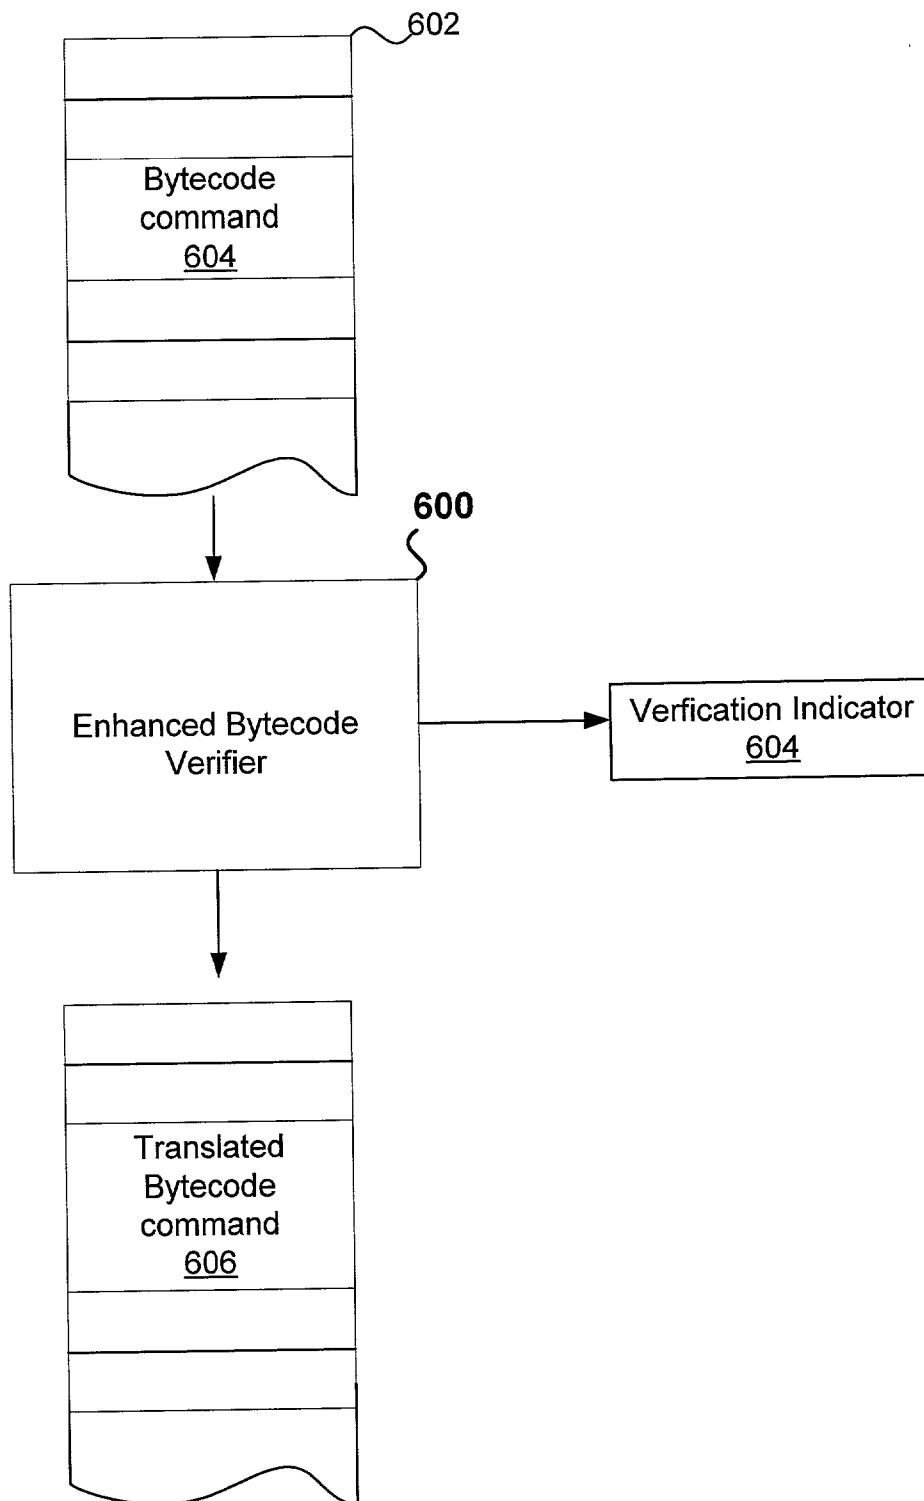 602
Bytecode
command
604
600
Enhanced Bytecode
Verifier
Verfication Indicator
604
Translated
Bytecode
command
606